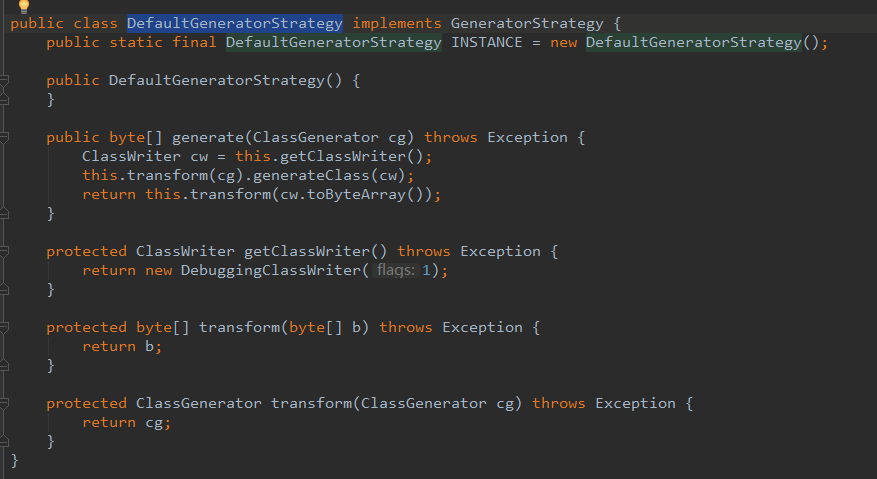 public class DefaultGeneratorStrategy implements GeneratorStrategy {
    public static final DefaultGeneratorStrategy INSTANCE = new DefaultGeneratorStrategy();
    public DefaultGeneratorStrategy() {
    }
    public byte[] generate(ClassGenerator cg) throws Exception {
        ClassWriter cw = this.getClassWriter();
        this.transform(cg).generateClass(cw);
        return this.transform(cw.toByteArray());
    }
    protected ClassWriter getClassWriter() throws Exception {
        return new DebuggingClassWriter( flags: 1);
    }
    protected byte[] transform(byte[] b) throws Exception {
        return b;
    }
    protected ClassGenerator transform(ClassGenerator cg) throws Exception {
        return cg;
    }
}